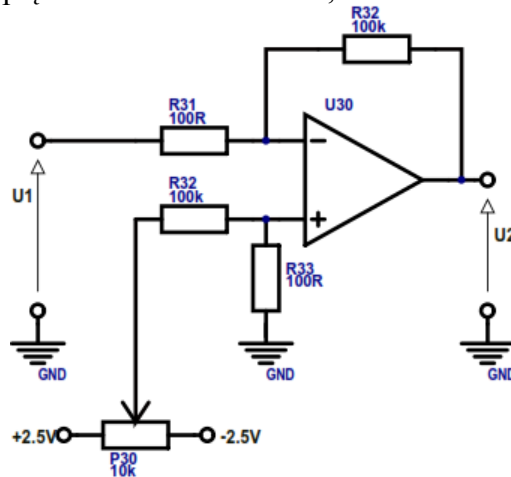 R32
100k
U30
R31
100R
U1
R32
100k
R33
100R
U2
GND
GND
GND
+2.5V
-2.5V
P30
10k